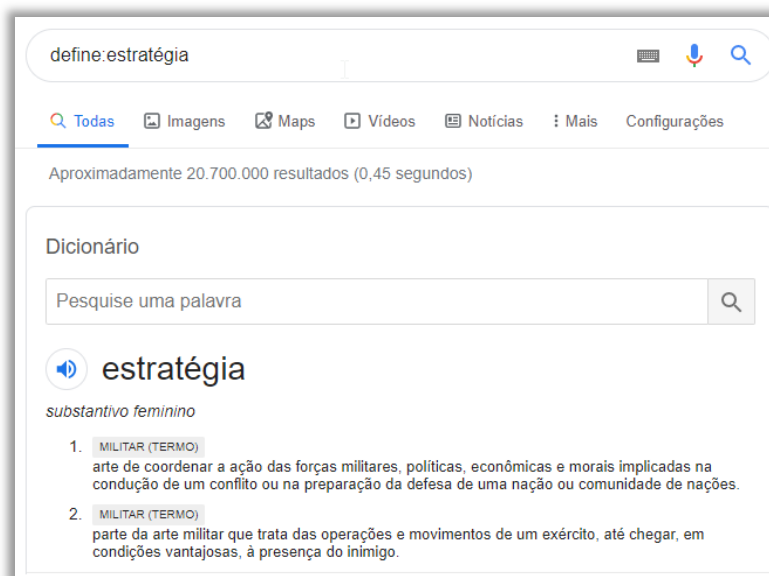 define:estratégia
Todas Imagens Maps Vídeos Notícias Mais Configurações
Aproximadamente 20.700.000 resultados (0,45 segundos)
Dicionário
Pesquise uma palavra
estratégia
substantivo feminino
1. MILITAR (TERMO)
arte de coordenar a ação das forças militares, políticas, econômicas e morais implicadas na
condução de um conflito ou na preparação da defesa de uma nação ou comunidade de nações.
2. MILITAR (TERMO)
parte da arte militar que trata das operações e movimentos de um exército, até chegar, em
condições vantajosas, à presença do inimigo.